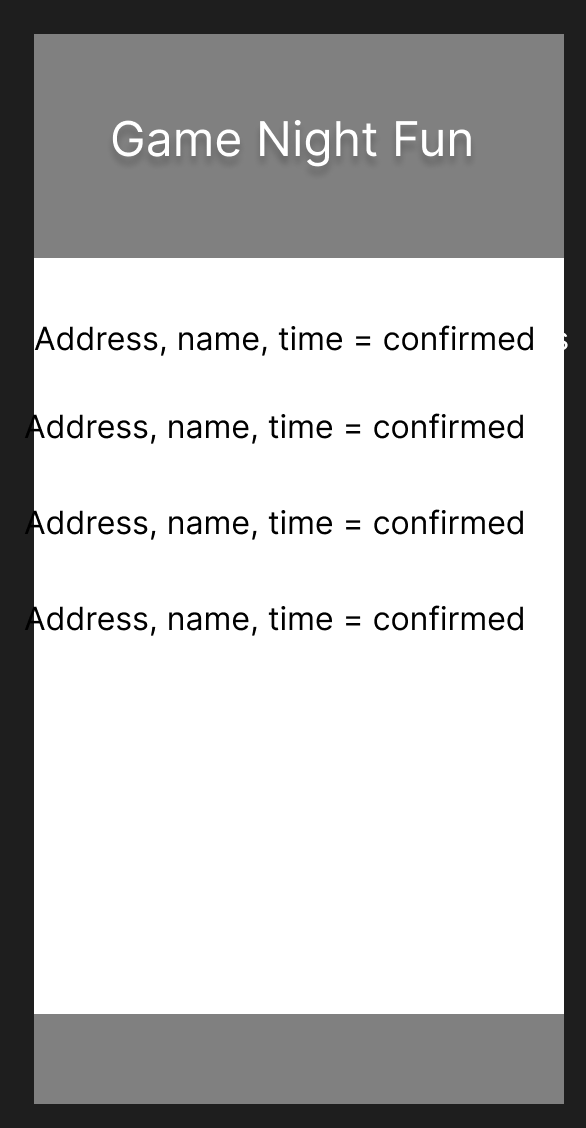 Game Night Fun
Address, name, time = confirmed s
Address, name, time = confirmed
Address, name, time = confirmed
Address, name, time = confirmed